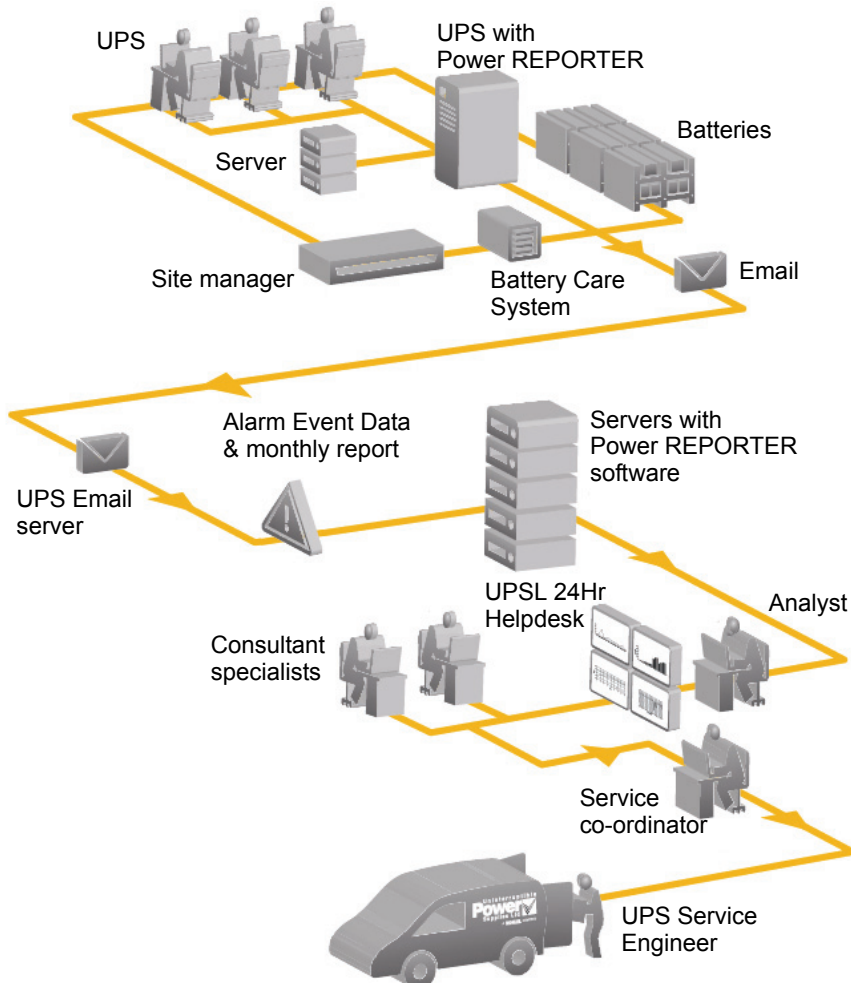 UPS
UPS with
Power REPORTER
Batteries
Server
Site manager
Battery Care
System
Email
Alarm Event Data
& monthly report
Servers with
Power REPORTER
software
UPS Email
server
UPSL 24Hr
Helpdesk
Analyst
Consultant
specialists
Service
co-ordinator
Uninterruptible
Power
Supplies Ltd
UPS Service
Engineer